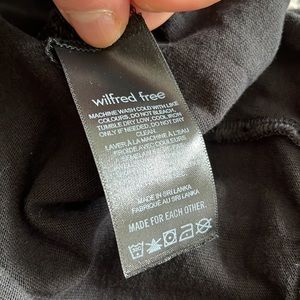 wilfred free
MACHINE WASH COLD WITH LIKE
COLOURS. DO NOT BLEACH.
TUMBLE DRY LOW. COOL IRON
ONLY IF NEEDED. DO NOT DRY
CLEAN.
LAVER À LA MACHINE À L'EAU
FROIDE AVEC COULEURS
MADE IN SRI LANKA
FABRIQUÉ AU SRI LANKA
MADE FOR EACH OTHER.